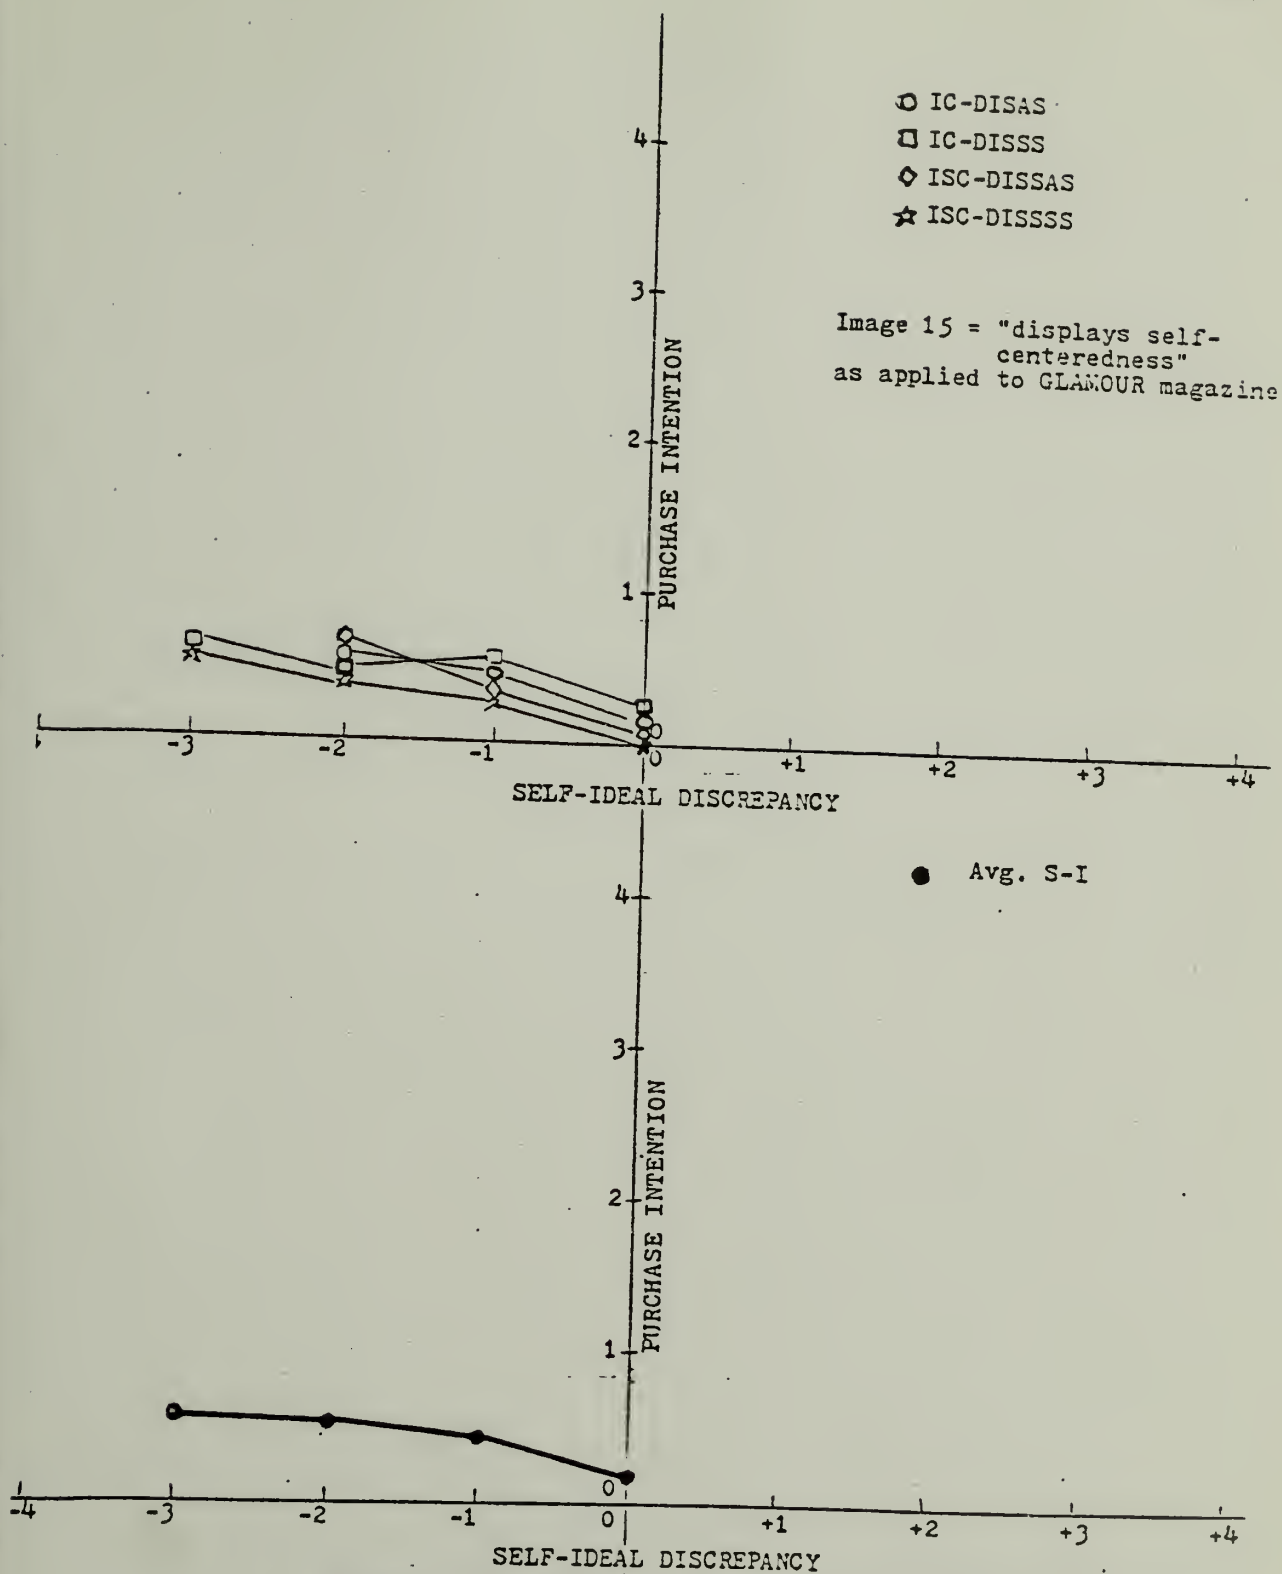 IC-DISAS
IC-DISSS
ISC-DISSAS
ISC-DISSSS
Image 15 = "displays self-
centeredness"
as applied to GLAMOUR magazine
4
3
2
1
0
PURCHASE INTENTION
-3
-2
-1
0
+1
+2
+3
+4
SELF-IDEAL DISCREPANCY
Avg. S-I
4
3
2
1
0
PURCHASE INTENTION
-4
-3
-2
-1
0
+1
+2
+3
+4
SELF-IDEAL DISCREPANCY